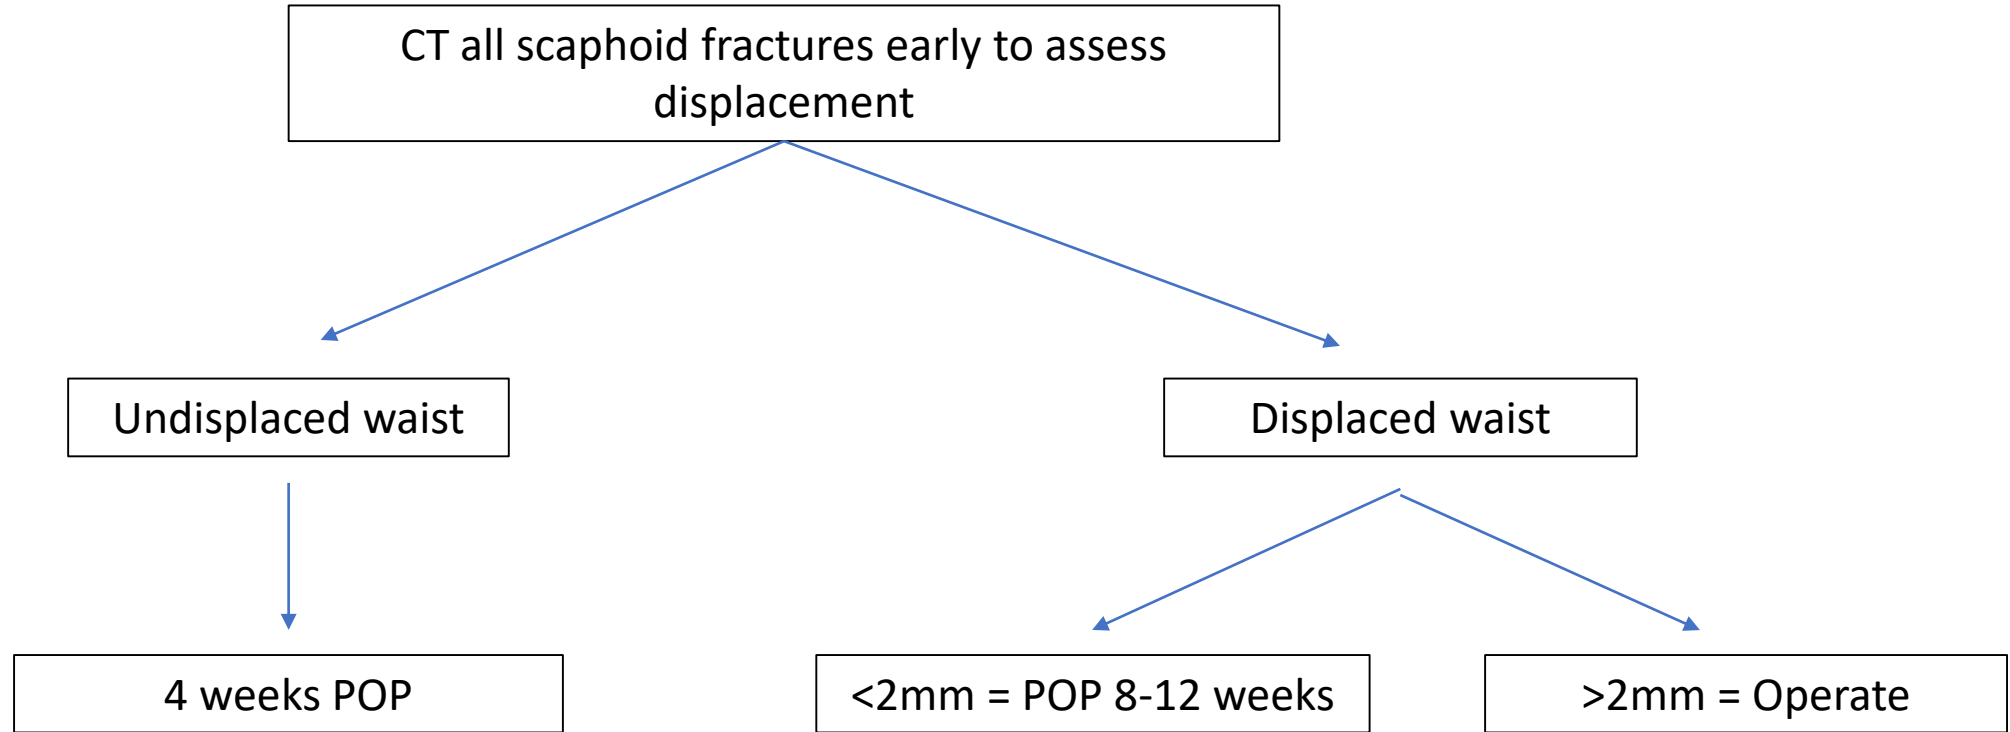 CT all scaphoid fractures early to assess
displacement
Undisplaced waist
Displaced waist
4 weeks POP
<2mm = POP 8-12 weeks
>2mm = Operate